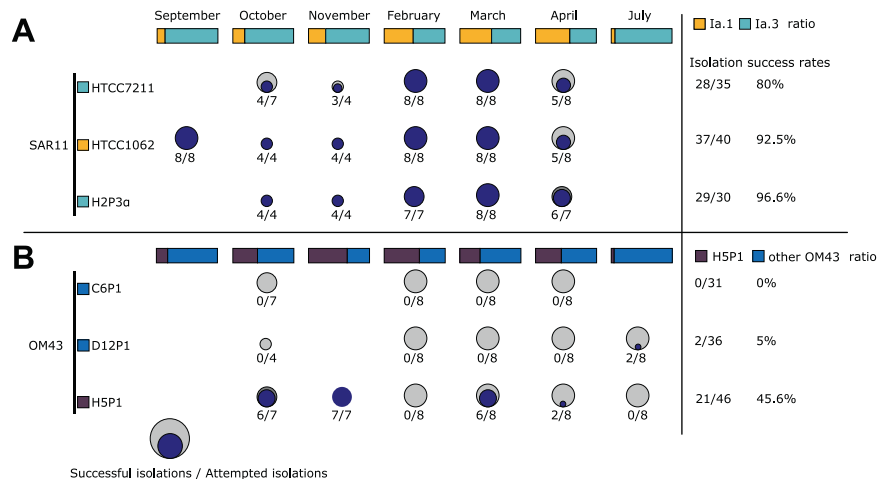 A
September October November February March April July
Ia.1 Ia.3 ratio
Isolation success rates
HTCC7211
4/7 3/4 8/8 8/8 5/8
28/35 80%
SAR11
HTCC1062
8/8 4/4 4/4 8/8 8/8 5/8
37/40 92.5%
H2P3α
4/4 4/4 7/7 8/8 6/7
29/30 96.6%
B
H5P1 other OM43 ratio
C6P1
0/7 0/8 0/8 0/8
0/31 0%
OM43
D12P1
0/4 0/8 0/8 0/8 2/8
2/36 5%
H5P1
6/7 7/7 0/8 6/8 2/8 0/8
21/46 45.6%
Successful isolations / Attempted isolations